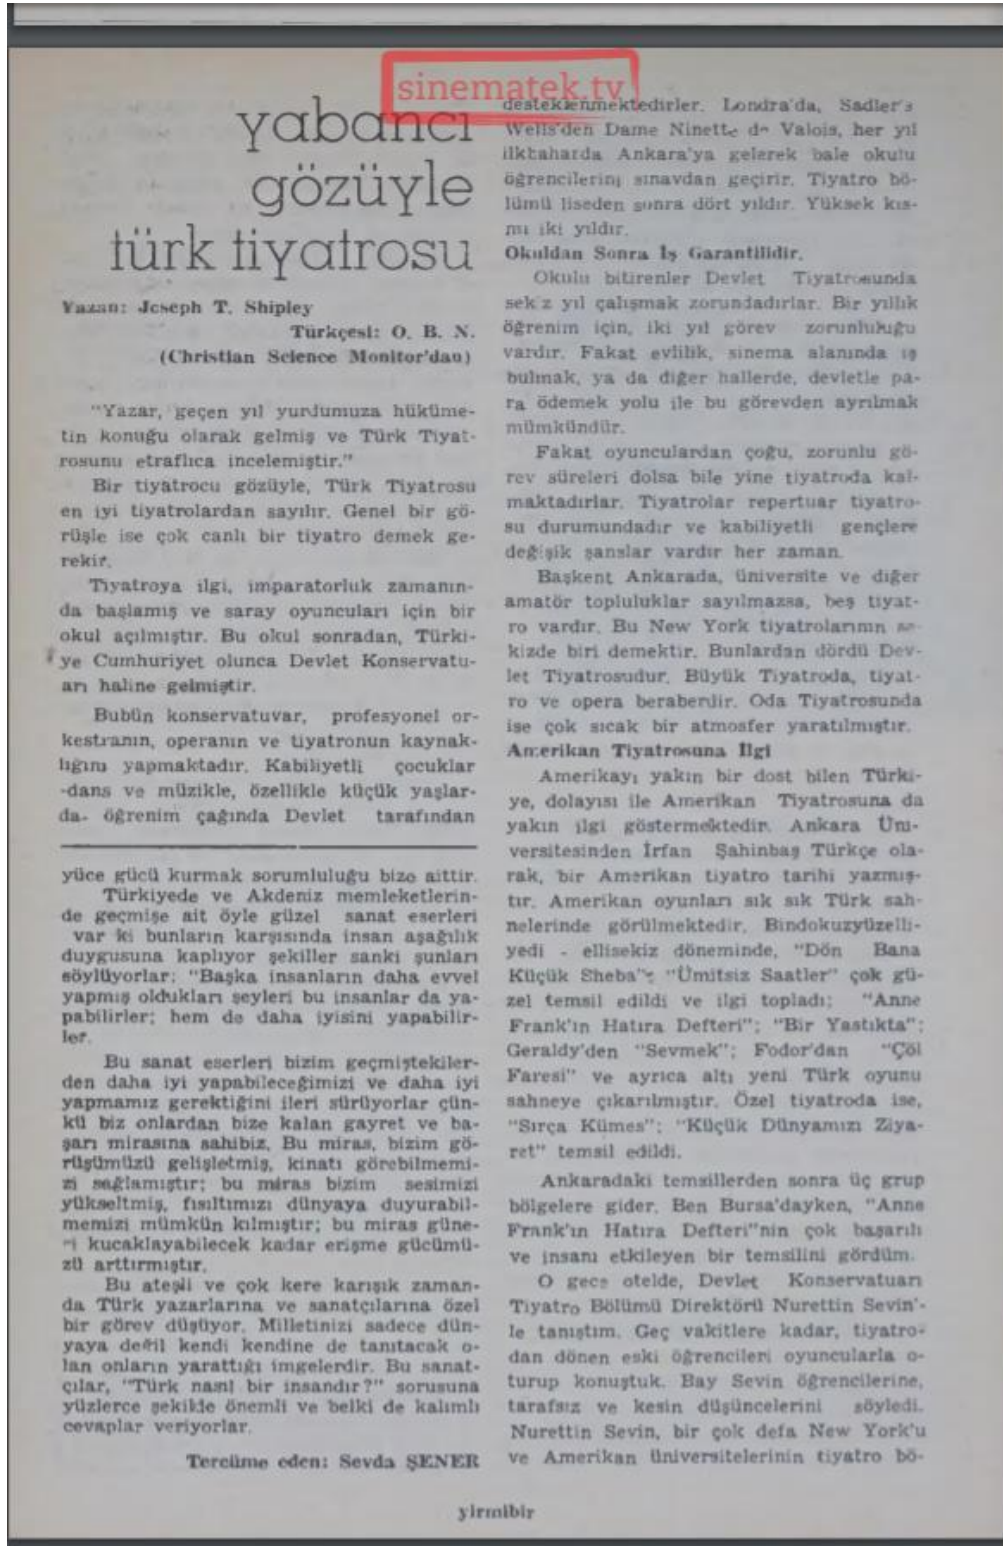 sinematek.tv
yabancı
gözüyle
türk tiyatrosu
Yazan: Joseph T. Shipley
Türkçesi: O. B. N.
(Christian Science Monitor'dan)
"Yazar, geçen yıl yurdumuza hüküme-
tin konuğu olarak gelmiş ve Türk Tiyat-
rosunu etraflıca incelemiştir."
Bir tiyatrocu gözüyle, Türk Tiyatrosu
en iyi tiyatrolardan sayılır. Genel bir gö-
rüşle ise çok canlı bir tiyatro demek ge-
rekir.
Tiyatroya ilgi, imparatorluk zamanın-
da başlamış ve saray oyuncuları için bir
okul açılmıştır. Bu okul sonradan, Türki-
ye Cumhuriyet olunca Devlet Konservatu-
arı haline gelmiştir.
Bubün konservatuvar, profesyonel or-
kestranın, operanın ve tiyatronun kaynak-
lığını yapmaktadır. Kabiliyetli çocuklar
-dans ve müzikle, özellikle küçük yaşlar-
da- öğrenim çağında Devlet tarafından
yüce gücü kurmak sorumluluğu bize aittir.
Türkiyede ve Akdeniz memleketlerin-
de geçmişe ait öyle güzel sanat eserleri
var ki bunların karşısında insan aşağılık
duygusuna kaplıyor şekiller sanki şunları
söylüyorlar: "Başka insanların daha evvel
yapmış oldukları şeyleri bu insanlar da ya-
pabilirler; hem de daha iyisini yapabilir-
ler.
Bu sanat eserleri bizim geçmiştekiler-
den daha iyi yapabileceğimizi ve daha iyi
yapmamız gerektiğini ileri sürüyorlar çün-
kü biz onlardan bize kalan gayret ve ba-
şarı mirasına sahibiz. Bu miras, bizim gö-
rüşümüzü gelişletmiş, kinatı görebilmemi-
zi sağlamıştır; bu miras bizim sesimizi
yükseltmiş, fısıltımızı dünyaya duyurabil-
memizi mümkün kılmıştır; bu miras güne-
i kucaklayabilecek kadar erişme gücümü-
zü arttırmıştır.
Bu ateşli ve çok kere karışık zaman-
da Türk yazarlarına ve sanatçılarına özel
bir görev düşüyor. Milletinizi sadece dün-
yaya değil kendi kendine de tanıtacak o-
lan onların yarattığı imgelerdir. Bu sanat-
çılar, "Türk nasıl bir insandır?" sorusuna
yüzlerce şekilde önemli ve belki de kalımlı
cevaplar veriyorlar.
Tercüme eden: Sevda ŞENER
desteklenmektedirler. Londra'da, Sadler's
Wells'den Dame Ninette de Valois, her yıl
ilkbaharda Ankara'ya gelerek bale okulu
öğrencilerini sınavdan geçirir. Tiyatro bö-
lümü liseden sonra dört yıldır. Yüksek kıs-
mı iki yıldır.
Okuldan Sonra İş Garantilidir.
Okulu bitirenler Devlet Tiyatrosunda
sekiz yıl çalışmak zorundadırlar. Bir yıllık
öğrenim için, iki yıl görev zorunluluğu
vardır. Fakat evlilik, sinema alanında iş
bulmak, ya da diğer hallerde, devletle pa-
ra ödemek yolu ile bu görevden ayrılmak
mümkündür.
Fakat oyunculardan çoğu, zorunlu gö-
rev süreleri dolsa bile yine tiyatroda kal-
maktadırlar. Tiyatrolar repertuar tiyatro-
su durumundadır ve kabiliyetli gençlere
değişik şanslar vardır her zaman.
Başkent Ankarada, üniversite ve diğer
amatör topluluklar sayılmazsa, beş tiyat-
ro vardır. Bu New York tiyatrolarının se-
kizde biri demektir. Bunlardan dördü Dev-
let Tiyatrosudur. Büyük Tiyatroda, tiyat-
ro ve opera beraberdir. Oda Tiyatrosunda
ise çok sıcak bir atmosfer yaratılmıştır.
Amerikan Tiyatrosuna İlgi
Amerikayı yakın bir dost bilen Türki-
ye, dolayısı ile Amerikan Tiyatrosuna da
yakın ilgi göstermektedir. Ankara Üni-
versitesinden İrfan Şahinbaş Türkçe ola-
rak, bir Amerikan tiyatro tarihi yazmış-
tır. Amerikan oyunları sık sık Türk sah-
nelerinde görülmektedir. Bindokuzyüzelli-
yedi - ellisekiz döneminde, "Dön Bana
Küçük Sheba"; "Ümitsiz Saatler" çok gü-
zel temsil edildi ve ilgi topladı; "Anne
Frank'ın Hatıra Defteri"; "Bir Yastıkta";
Geraldy'den "Sevmek"; Fodor'dan "Çöl
Faresi" ve ayrıca altı yeni Türk oyunu
sahneye çıkarılmıştır. Özel tiyatroda ise,
"Sırça Kümes"; "Küçük Dünyamızı Ziya-
ret" temsil edildi.
Ankaradaki temsillerden sonra üç grup
bölgelere gider. Ben Bursa'dayken, "Anne
Frank'ın Hatıra Defteri"nin çok başarılı
ve insanı etkileyen bir temsilini gördüm.
O gece otelde, Devlet Konservatuarı
Tiyatro Bölümü Direktörü Nurettin Sevin'-
le tanıştım. Geç vakitlere kadar, tiyatro-
dan dönen eski öğrencileri oyuncularla o-
turup konuştuk. Bay Sevin öğrencilerine,
tarafsız ve kesin düşüncelerini söyledi.
Nurettin Sevin, bir çok defa New York'u
ve Amerikan üniversitelerinin tiyatro bö-
yirmibir